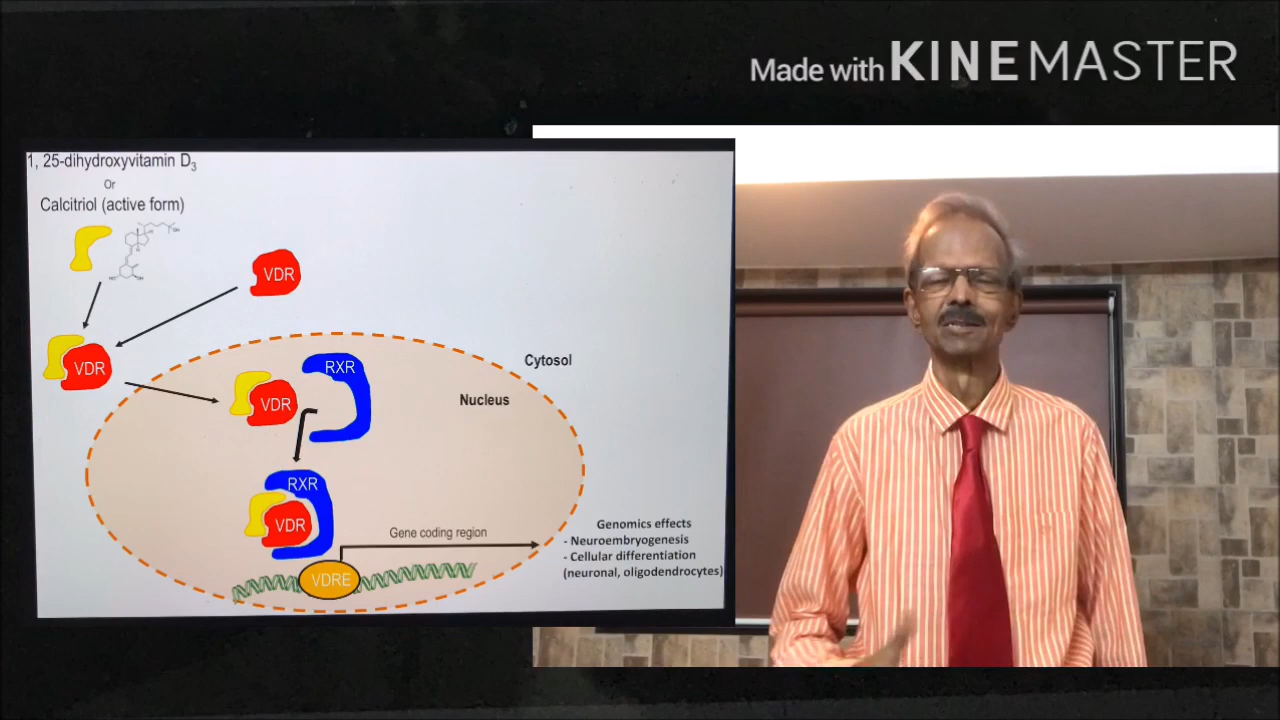 Made with KINEMASTER
1, 25-dihydroxyvitamin D3
Or
Calcitriol (active form)
VDR
VDR
RXR
VDR
Cytosol
Nucleus
RXR
VDR
Gene coding region
VDRE
Genomics effects
- Neuroembryogenesis
- Cellular differentiation
(neuronal, oligodendrocytes)